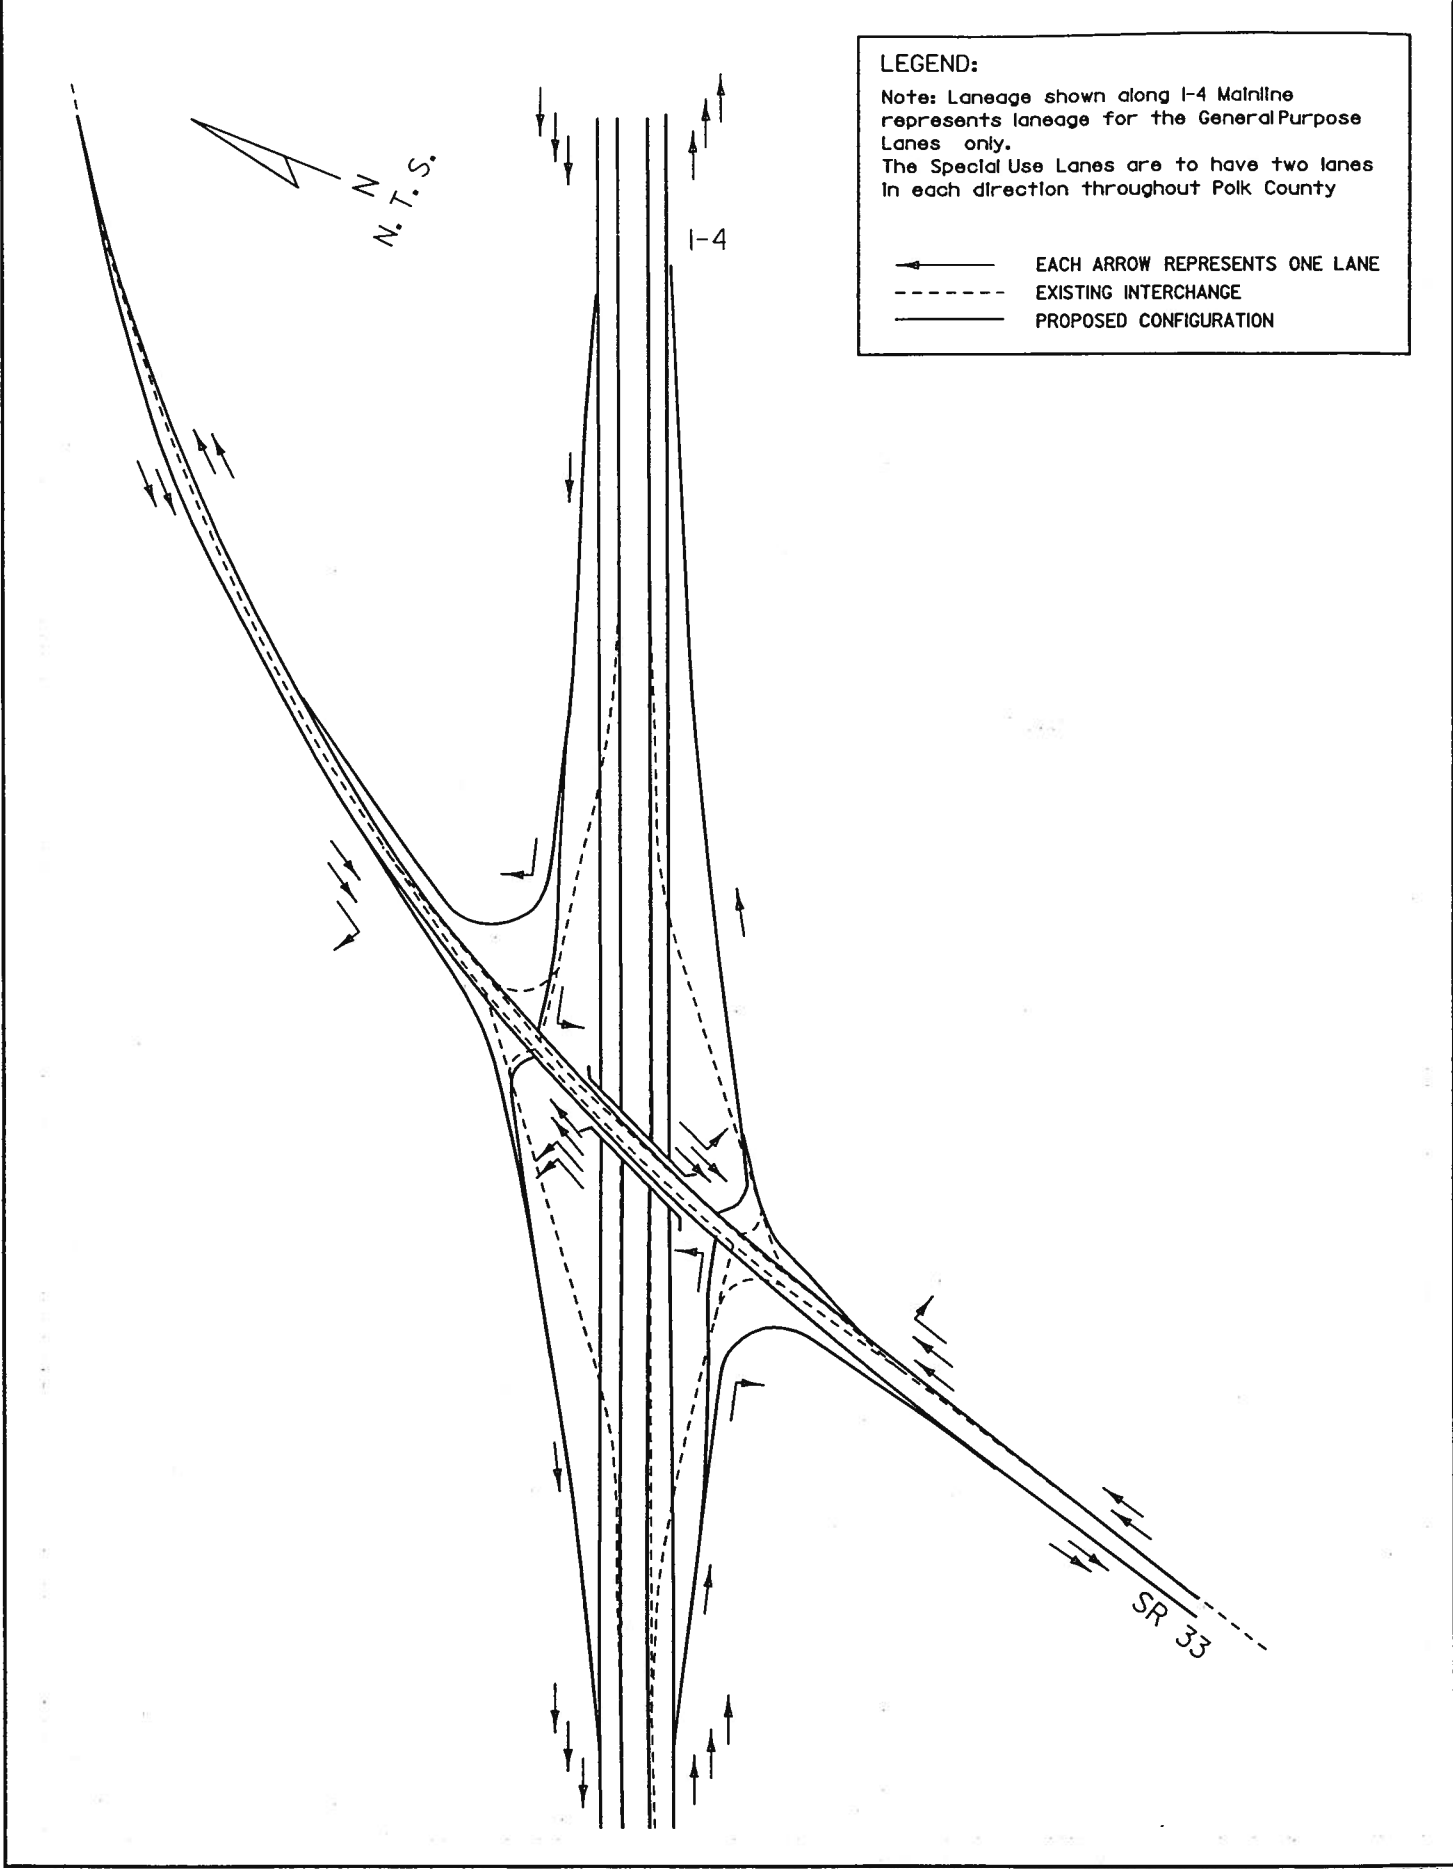 LEGEND:
Note: Laneage shown along I-4 Mainline
represents laneage for the General Purpose
Lanes only.
The Special Use Lanes are to have two lanes
in each direction throughout Polk County
EACH ARROW REPRESENTS ONE LANE
EXISTING INTERCHANGE
PROPOSED CONFIGURATION
N
N.T.S.
I-4
SR 33